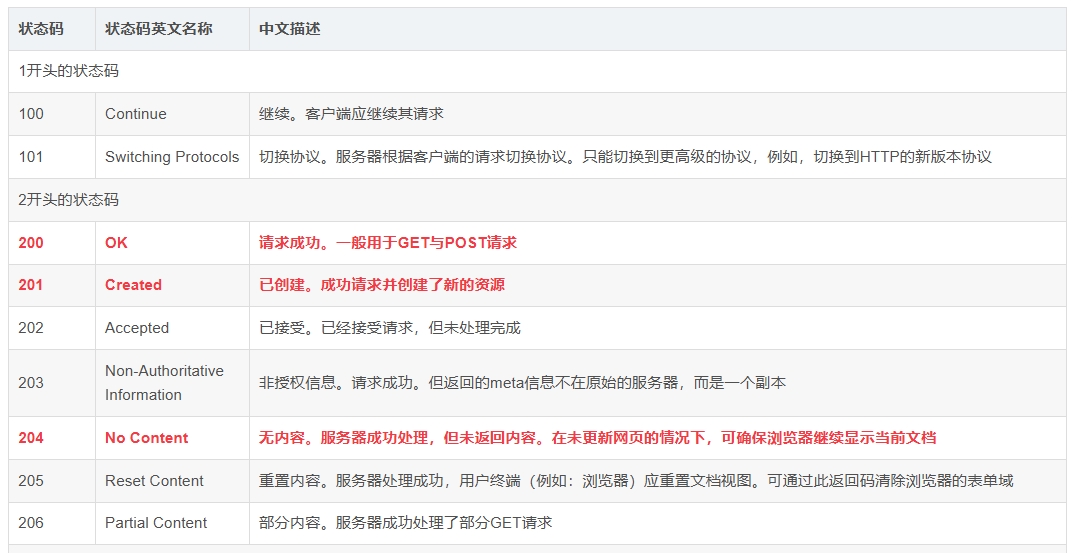 状态码 状态码英文名称 中文描述
1开头的状态码
100 Continue 继续。客户端应继续其请求
101 Switching Protocols 切换协议。服务器根据客户端的请求切换协议。只能切换到更高级的协议，例如，切换到HTTP的新版本协议
2开头的状态码
200 OK 请求成功。一般用于GET与POST请求
201 Created 已创建。成功请求并创建了新的资源
202 Accepted 已接受。已经接受请求，但未处理完成
203 Non-Authoritative
Information 非授权信息。请求成功。但返回的meta信息不在原始的服务器，而是一个副本
204 No Content 无内容。服务器成功处理，但未返回内容。在未更新网页的情况下，可确保浏览器继续显示当前文档
205 Reset Content 重置内容。服务器处理成功，用户终端（例如：浏览器）应重置文档视图。可通过此返回码清除浏览器的表单域
206 Partial Content 部分内容。服务器成功处理了部分GET请求